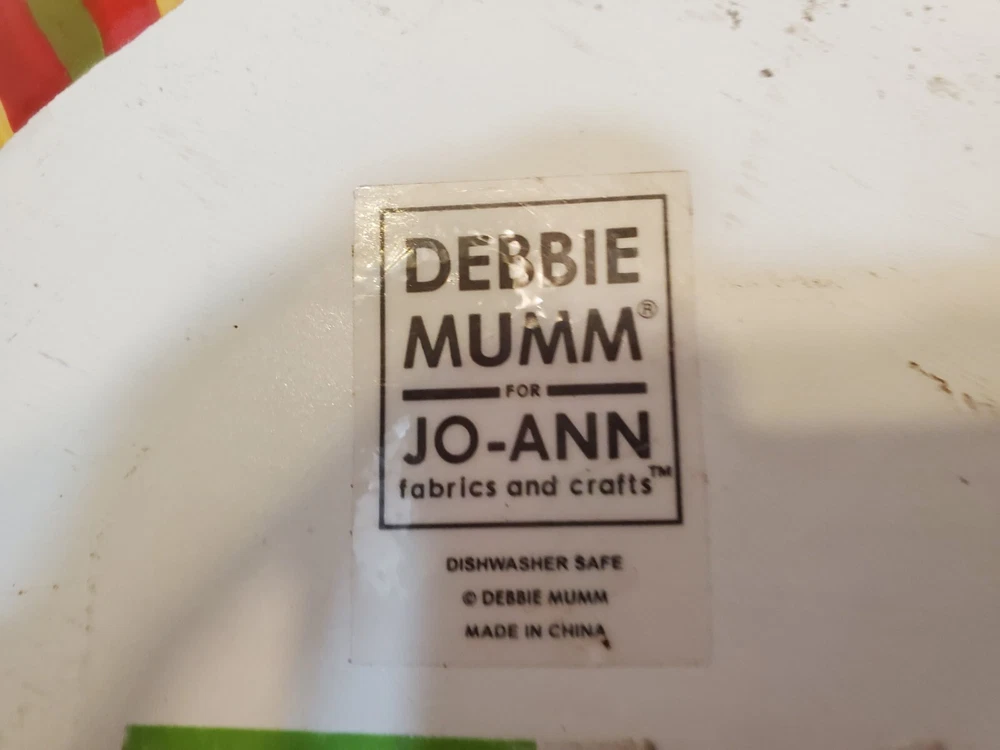 DEBBIE
MUMM®
FOR
JO-ANN
fabrics and crafts™
DISHWASHER SAFE
© DEBBIE MUMM
MADE IN CHINA